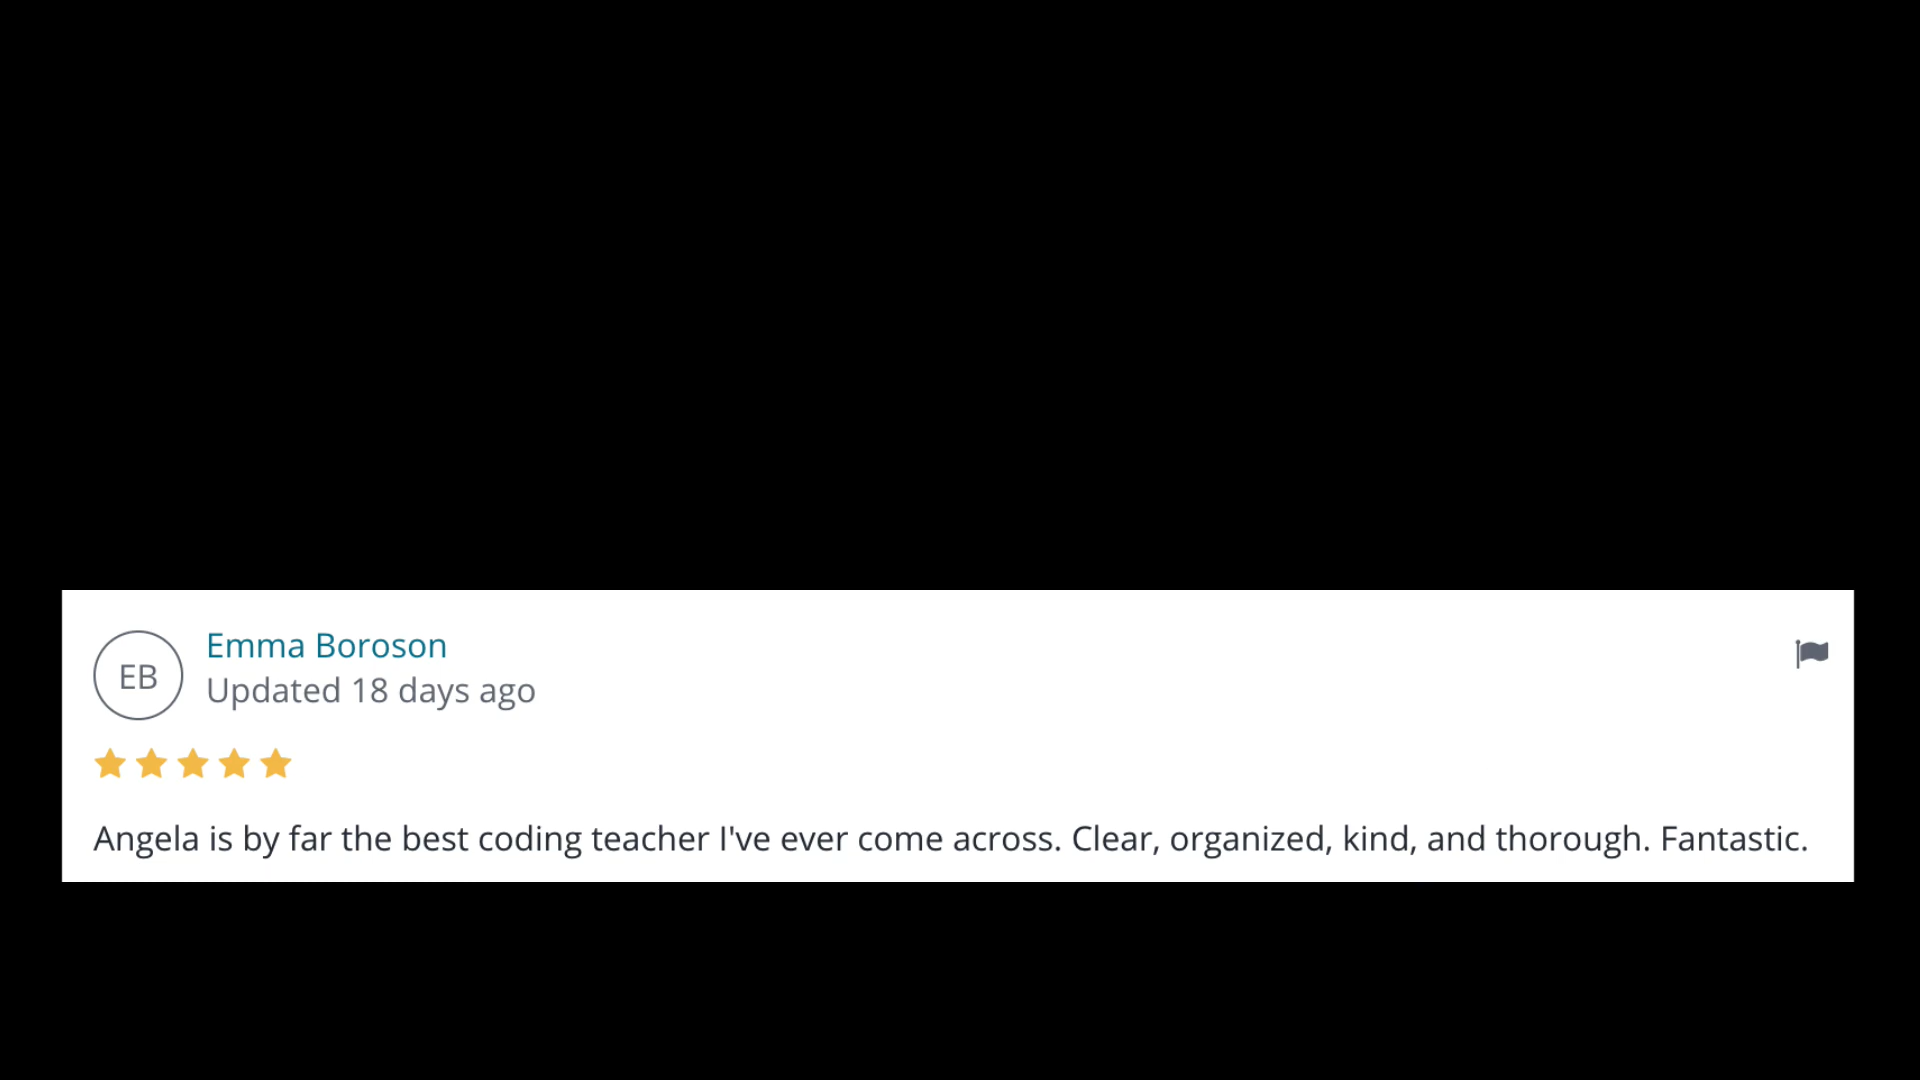 EB
Emma Boroson
Updated 18 days ago
Angela is by far the best coding teacher I've ever come across. Clear, organized, kind, and thorough. Fantastic.